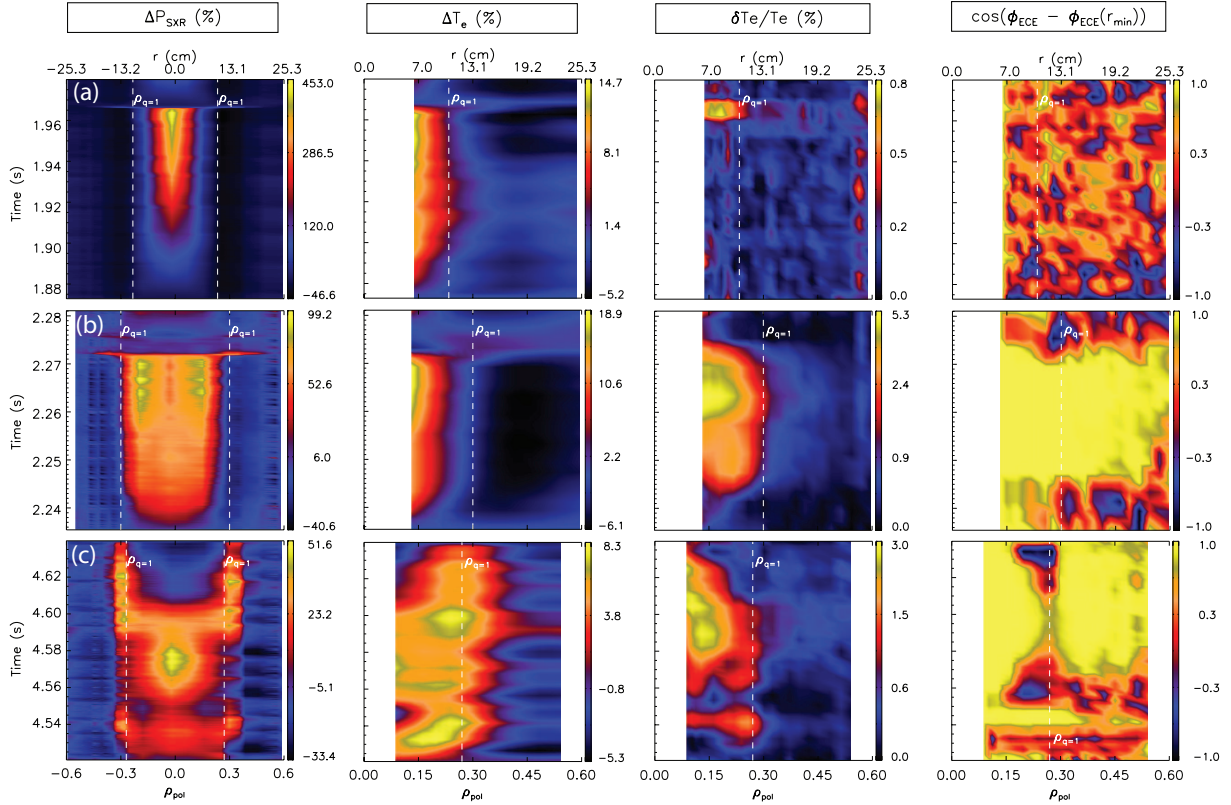 ΔP_SXR (%)
ΔT_e (%)
δTe/Te (%)
cos(ϕ_ECE − ϕ_ECE(r_min))
r (cm)
r (cm)
r (cm)
r (cm)
−25.3 −13.2 0.0 13.1 25.3
0.0 7.0 13.1 19.2 25.3
0.0 7.0 13.1 19.2 25.3
0.0 7.0 13.1 19.2 25.3
(a)
Time (s)
1.96
1.94
1.92
1.90
1.88
ρ_q=1
ρ_q=1
453.0
286.5
120.0
−46.6
ρ_q=1
14.7
8.1
1.4
−5.2
ρ_q=1
0.8
0.5
0.2
0.0
ρ_q=1
1.0
0.3
−0.3
−1.0
(b)
Time (s)
2.28
2.27
2.26
2.25
2.24
ρ_q=1
ρ_q=1
99.2
52.6
6.0
−40.6
ρ_q=1
18.9
10.6
2.2
−6.1
ρ_q=1
5.3
2.4
0.9
0.0
ρ_q=1
1.0
0.3
−0.3
−1.0
(c)
Time (s)
4.62
4.60
4.58
4.56
4.54
ρ_q=1
ρ_q=1
51.6
23.2
−5.1
−33.4
ρ_q=1
8.3
3.8
−0.8
−5.3
ρ_q=1
3.0
1.5
0.6
0.0
ρ_q=1
1.0
0.3
−0.3
−1.0
−0.6 −0.3 0.0 0.3 0.6
0.00 0.15 0.30 0.45 0.60
0.00 0.15 0.30 0.45 0.60
0.00 0.15 0.30 0.45 0.60
ρ_pol
ρ_pol
ρ_pol
ρ_pol